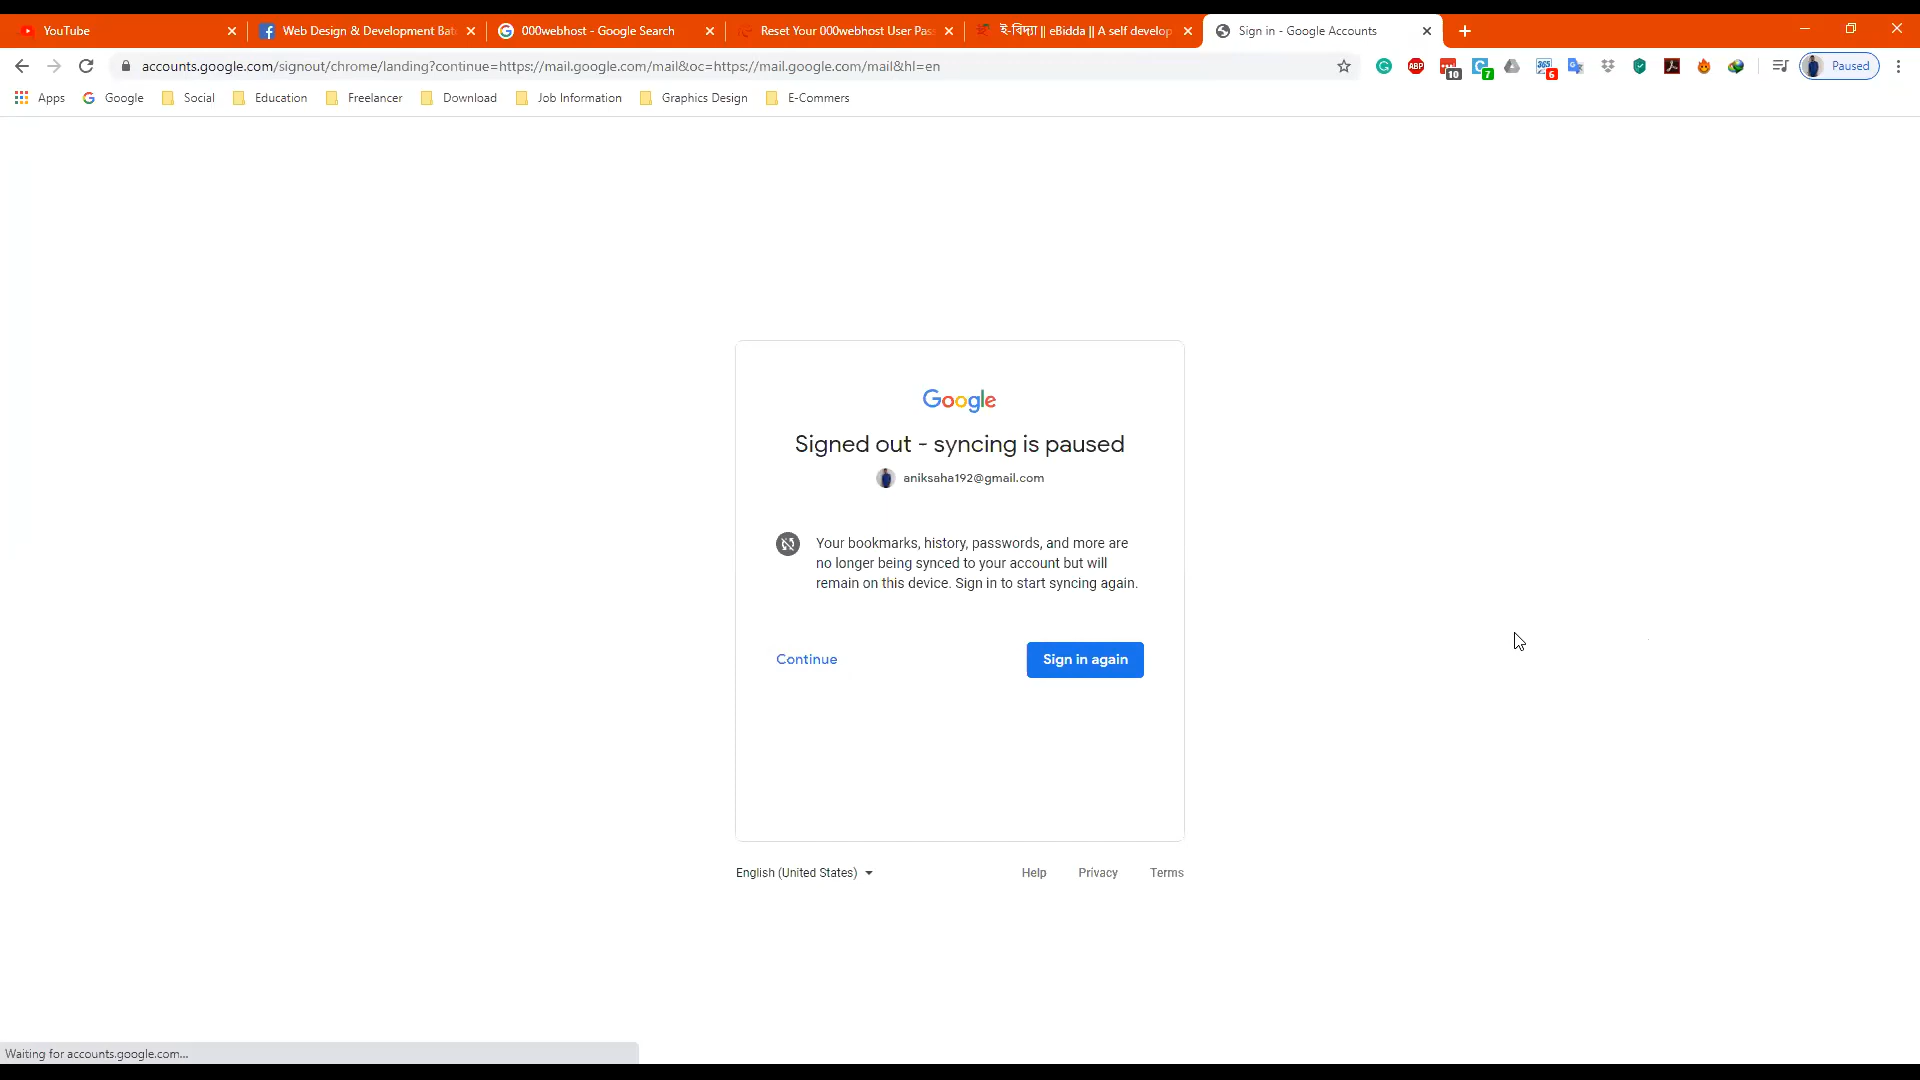 YouTube
Web Design & Development Bat
000webhost - Google Search
Reset Your 000webhost User Pas
ই-বিদ্যা || eBidda || A self develop
Sign in - Google Accounts
accounts.google.com/signout/chrome/landing?continue=https://mail.google.com/mail&oc=https://mail.google.com/mail&hl=en
ABP
10
7
365
6
Paused
Apps
Google
Social
Education
Freelancer
Download
Job Information
Graphics Design
E-Commers
Google
Signed out - syncing is paused
aniksaha192@gmail.com
Your bookmarks, history, passwords, and more are
no longer being synced to your account but will
remain on this device. Sign in to start syncing again.
Continue
Sign in again
English (United States)
Help
Privacy
Terms
Waiting for accounts.google.com...